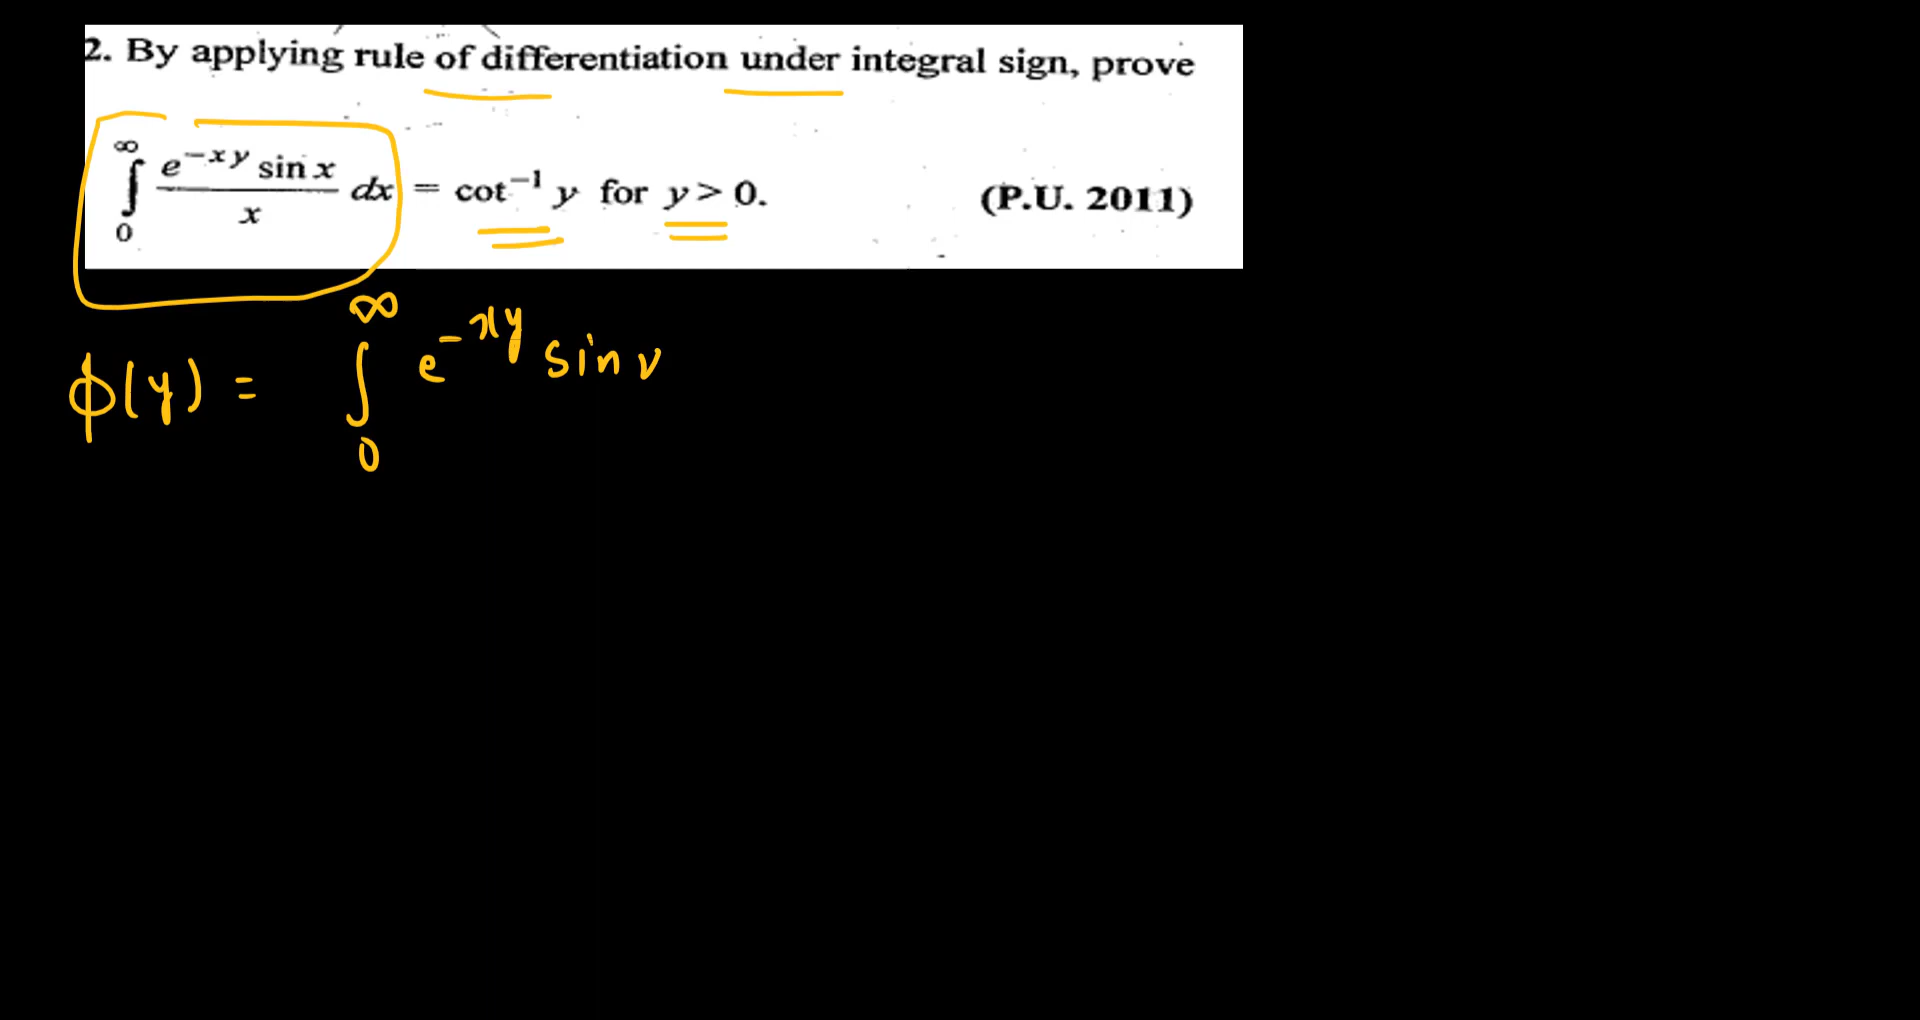 2. By applying rule of differentiation under integral sign, prove
∫₀^∞ (e^{-xy} sin x)/x dx = cot⁻¹ y for y > 0. (P.U. 2011)
ϕ(y) = ∫₀^∞ e^{-xy} sin